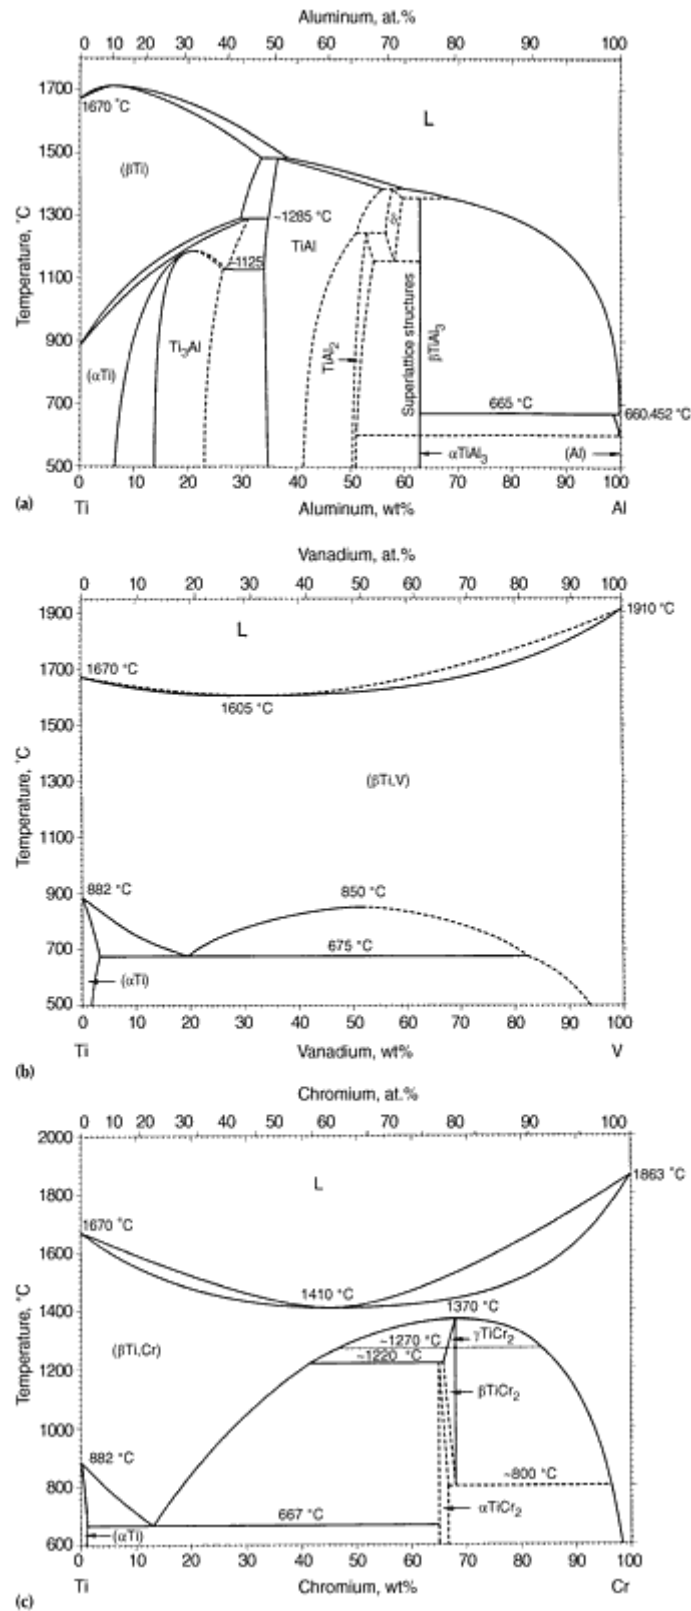 Aluminum, at.%
0 10 20 30 40 50 60 70 80 90 100
1700
1670 °C
L
1500
(βTi)
1300
~1285 °C
δ
TiAl
1100
~1125
Temperature, °C
900
Ti3Al
TiAl2
Superlattice structures
βTiAl3
(αTi)
700
665 °C
660.452°C
500
αTiAl3
(Al)
0 10 20 30 40 50 60 70 80 90 100
(a)
Ti
Aluminum, wt%
Al
Vanadium, at.%
0 10 20 30 40 50 60 70 80 90 100
1900
1910 °C
L
1700
1670 °C
1605 °C
1500
Temperature, °C
1300
(βTi,V)
1100
900
882 °C
850 °C
700
675 °C
(αTi)
500
0 10 20 30 40 50 60 70 80 90 100
Ti
Vanadium, wt%
V
(b)
Chromium, at.%
0 10 20 30 40 50 60 70 80 90 100
2000
1863 °C
L
1800
1670 °C
1600
1410 °C
1400
1370 °C
Temperature, °C
~1270 °C
γTiCr2
(βTi,Cr)
~1220 °C
1200
βTiCr2
1000
882 °C
~800 °C
800
667 °C
αTiCr2
(αTi)
600
0 10 20 30 40 50 60 70 80 90 100
Ti
Chromium, wt%
Cr
(c)